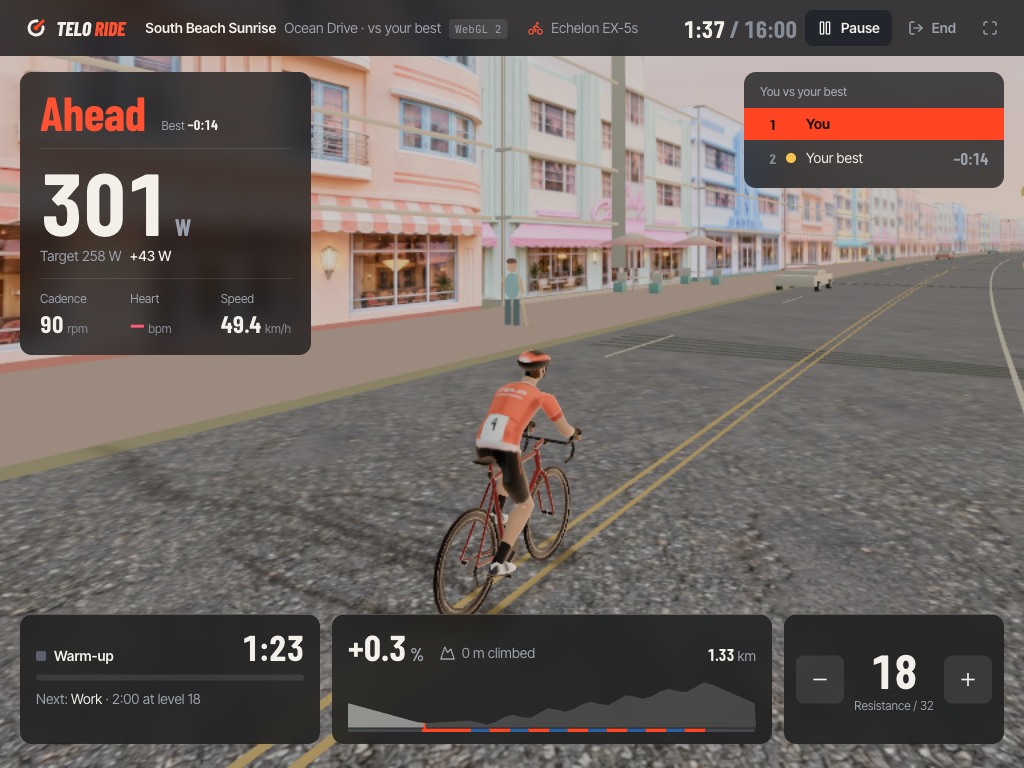 TELO RIDE South Beach Sunrise Ocean Drive · vs your best WebGL 2 Echelon EX-5s 1:37 / 16:00 Pause End
Ahead Best −0:14
301 W
Target 258 W +43 W
Cadence Heart Speed
90 rpm — bpm 49.4 km/h
You vs your best
1 You
2 Your best −0:14
TELO
Warm-up 1:23
Next: Work · 2:00 at level 18
+0.3 % 0 m climbed 1.33 km
− 18 +
Resistance / 32